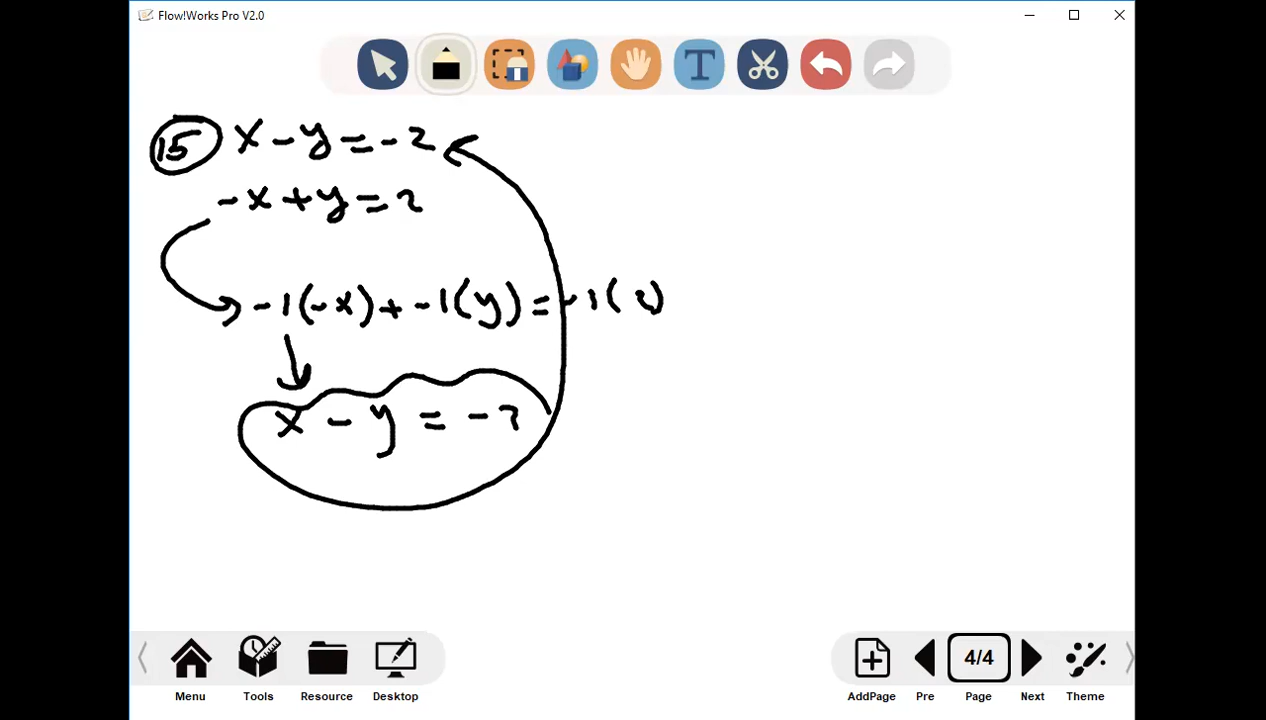 Flow!Works Pro V2.0
T
15 x - y = -2
-x + y = 2
-1(-x) + -1(y) = -1(2)
x - y = -2
4/4
Menu Tools Resource Desktop AddPage Pre Page Next Theme